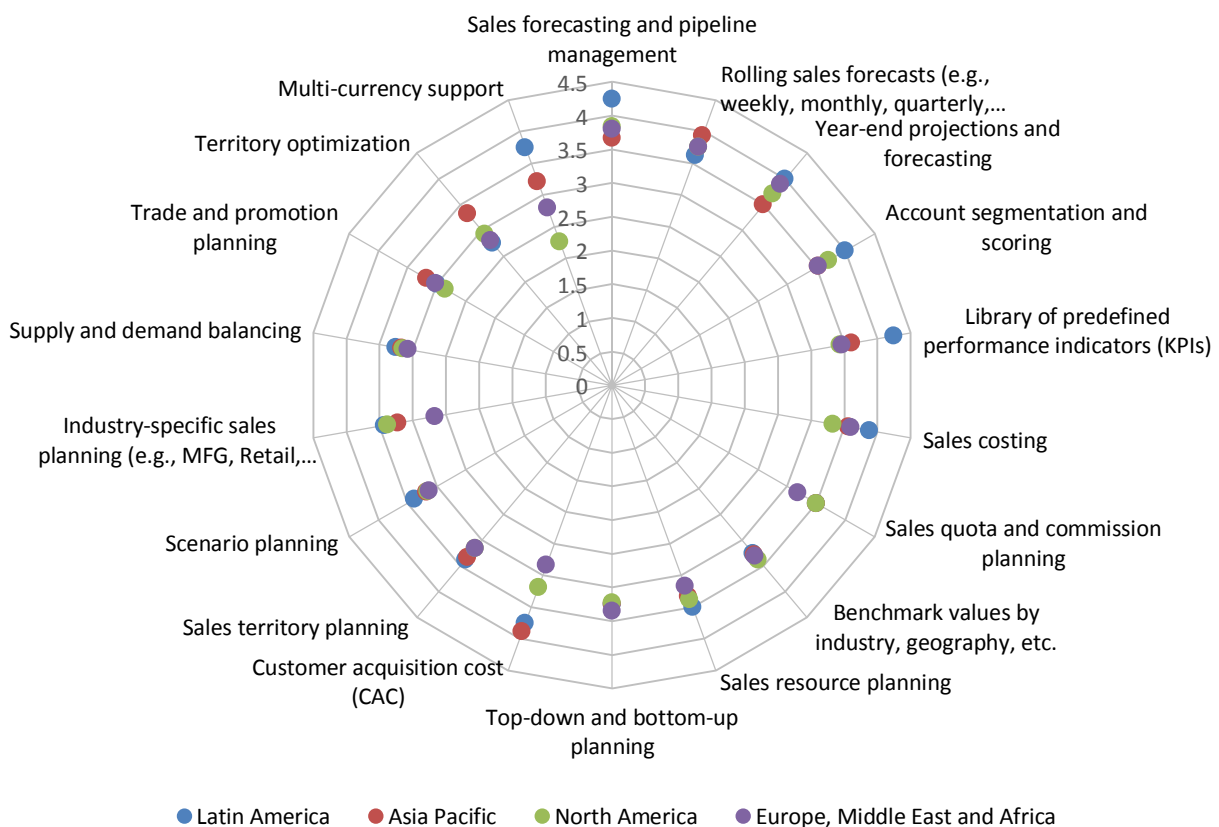 Sales forecasting and pipeline
management
Rolling sales forecasts (e.g.,
weekly, monthly, quarterly,...
Year-end projections and
forecasting
Account segmentation and
scoring
Library of predefined
performance indicators (KPIs)
Sales costing
Sales quota and commission
planning
Benchmark values by
industry, geography, etc.
Sales resource planning
Top-down and bottom-up
planning
Customer acquisition cost
(CAC)
Sales territory planning
Scenario planning
Industry-specific sales
planning (e.g., MFG, Retail,...
Supply and demand balancing
Trade and promotion
planning
Territory optimization
Multi-currency support
4.5
4
3.5
3
2.5
2
1.5
1
0.5
0
Latin America
Asia Pacific
North America
Europe, Middle East and Africa